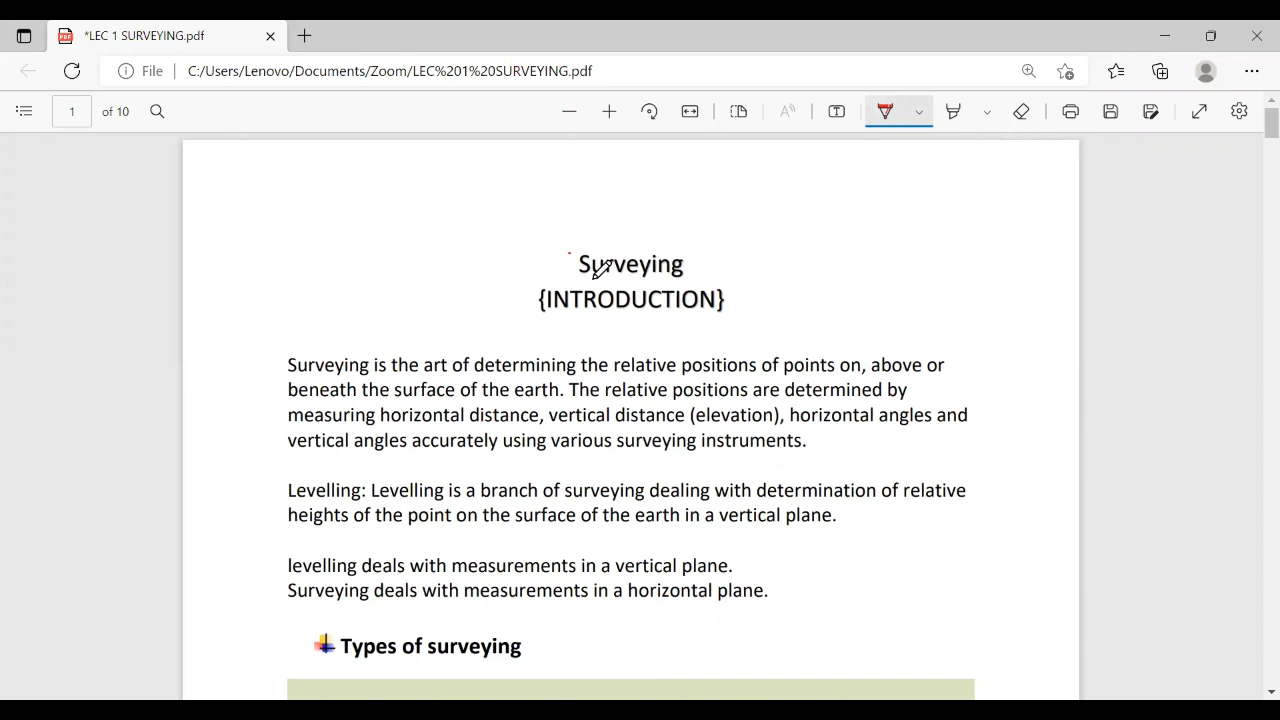 *LEC 1 SURVEYING.pdf
File C:/Users/Lenovo/Documents/Zoom/LEC%201%20SURVEYING.pdf
1 of 10
Surveying
{INTRODUCTION}
Surveying is the art of determining the relative positions of points on, above or
beneath the surface of the earth. The relative positions are determined by
measuring horizontal distance, vertical distance (elevation), horizontal angles and
vertical angles accurately using various surveying instruments.
Levelling: Levelling is a branch of surveying dealing with determination of relative
heights of the point on the surface of the earth in a vertical plane.
levelling deals with measurements in a vertical plane.
Surveying deals with measurements in a horizontal plane.
Types of surveying